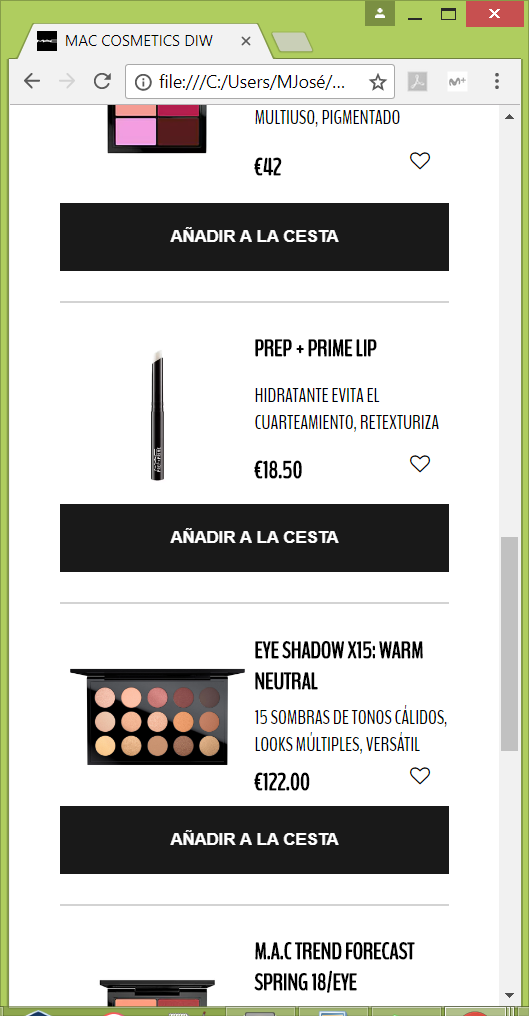 MAC COSMETICS DIW
file:///C:/Users/MJosé/...
MULTIUSO, PIGMENTADO
€42
AÑADIR A LA CESTA
PREP + PRIME LIP
HIDRATANTE EVITA EL
CUARTEAMIENTO, RETEXTURIZA
€18.50
AÑADIR A LA CESTA
EYE SHADOW X15: WARM
NEUTRAL
15 SOMBRAS DE TONOS CÁLIDOS,
LOOKS MÚLTIPLES, VERSÁTIL
€122.00
AÑADIR A LA CESTA
M.A.C TREND FORECAST
SPRING 18/EYE